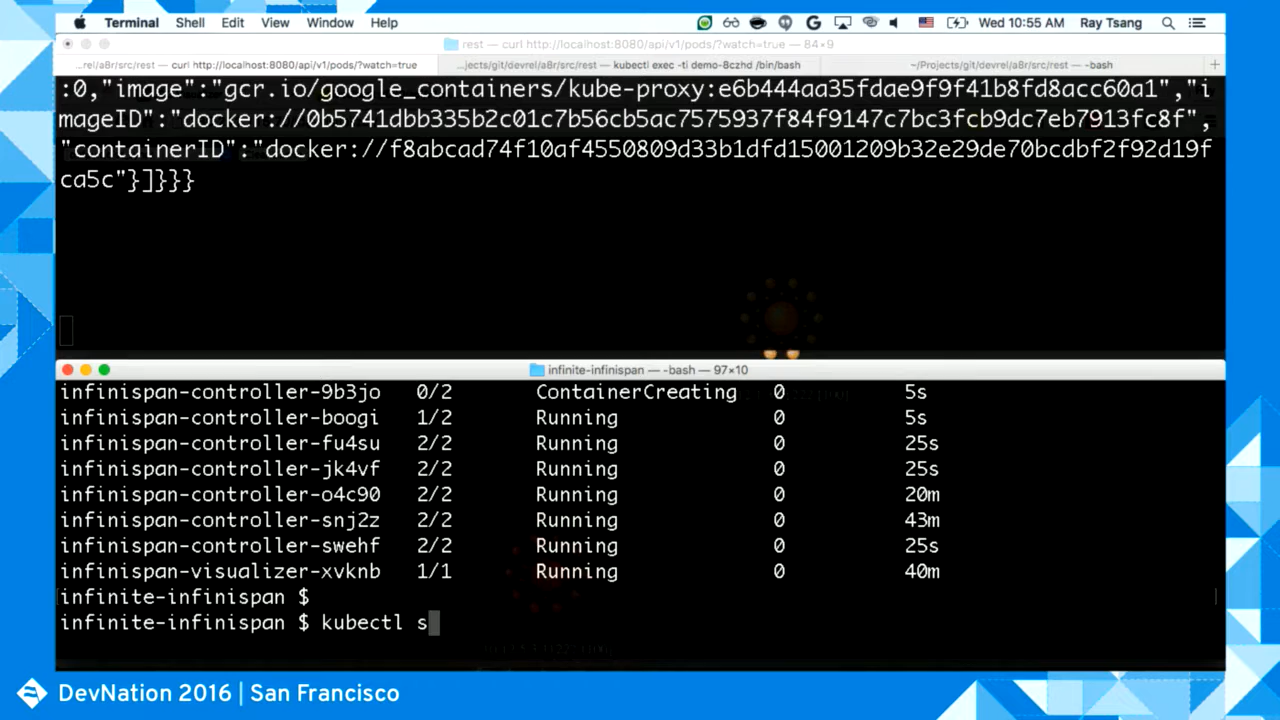 Terminal Shell Edit View Window Help Wed 10:55 AM Ray Tsang
rest — curl http://localhost:8080/api/v1/pods/?watch=true — 84×9
...rel/a8r/src/rest — curl http://localhost:8080/api/v1/pods/?watch=true ...jects/git/devrel/a8r/src/rest — kubectl exec -ti demo-8czhd /bin/bash ~/Projects/git/devrel/a8r/src/rest — -bash +
:0,"image":"gcr.io/google_containers/kube-proxy:e6b444aa35fdae9f9f41b8fd8acc60a1","i
mageID":"docker://0b5741dbb335b2c01c7b56cb5ac7575937f84f9147c7bc3fcb9dc7eb7913fc8f",
"containerID":"docker://f8abcad74f10af4550809d33b1dfd15001209b32e29de70bcdbf2f92d19f
ca5c"}]}}}
infinite-infinispan — -bash — 97×10
infinispan-controller-9b3jo 0/2 ContainerCreating 0 5s
infinispan-controller-boogi 1/2 Running 0 5s
infinispan-controller-fu4su 2/2 Running 0 25s
infinispan-controller-jk4vf 2/2 Running 0 25s
infinispan-controller-o4c90 2/2 Running 0 20m
infinispan-controller-snj2z 2/2 Running 0 43m
infinispan-controller-swehf 2/2 Running 0 25s
infinispan-visualizer-xvknb 1/1 Running 0 40m
infinite-infinispan $
infinite-infinispan $ kubectl s
DevNation 2016 | San Francisco